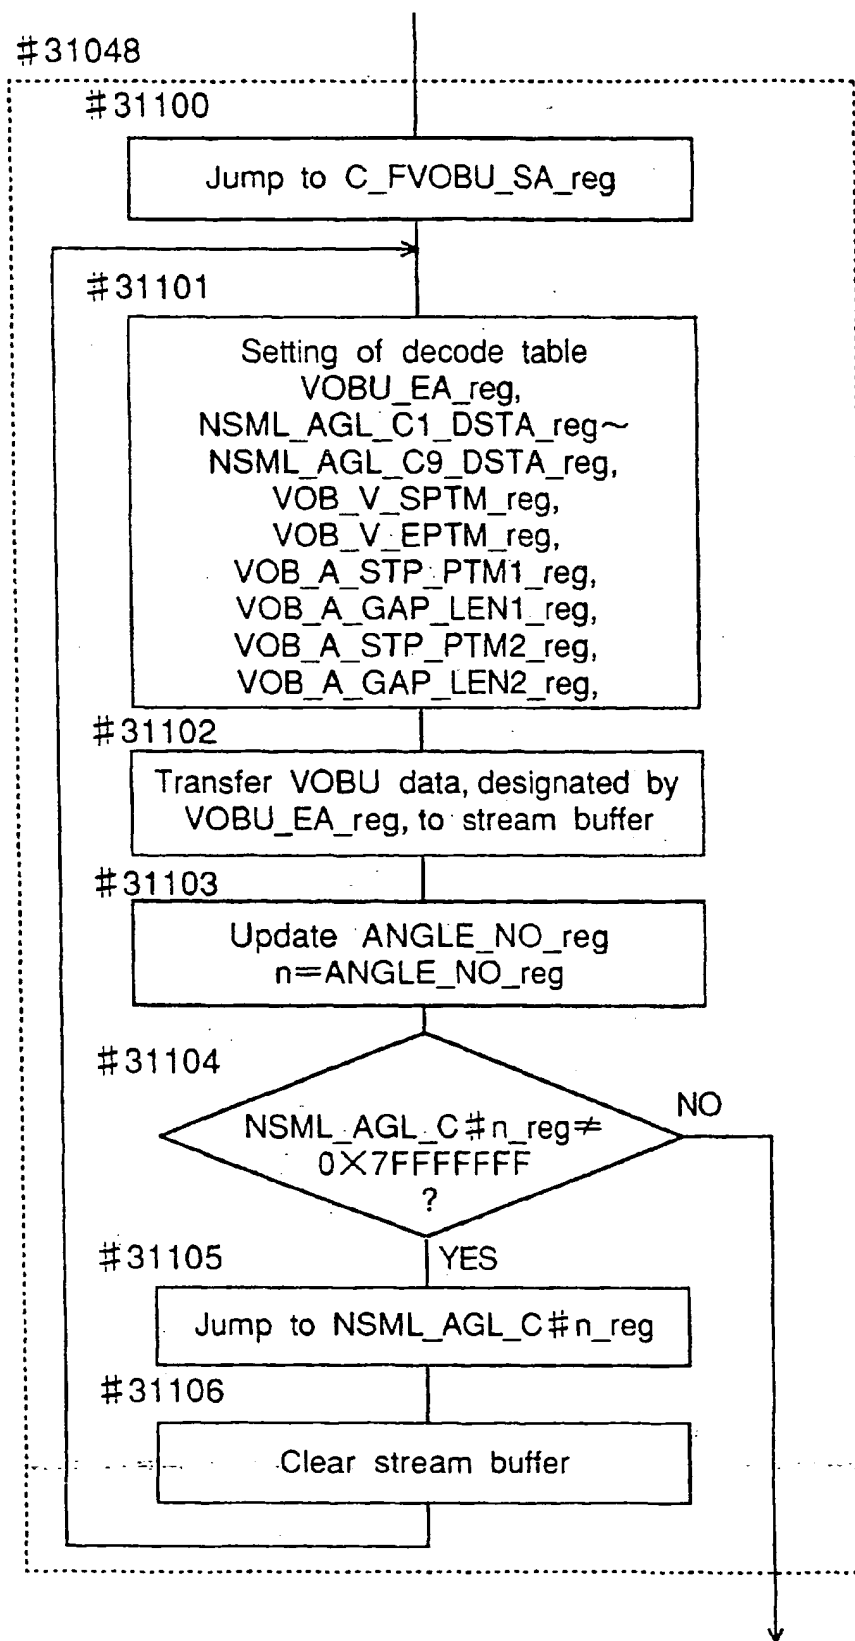 #31048
#31100
Jump to C_FVOBU_SA_reg
#31101
Setting of decode table
VOBU_EA_reg,
NSML_AGL_C1_DSTA_reg~
NSML_AGL_C9_DSTA_reg,
VOB_V_SPTM_reg,
VOB_V_EPTM_reg,
VOB_A_STP_PTM1_reg,
VOB_A_GAP_LEN1_reg,
VOB_A_STP_PTM2_reg,
VOB_A_GAP_LEN2_reg,
#31102
Transfer VOBU data, designated by
VOBU_EA_reg, to stream buffer
#31103
Update ANGLE_NO_reg
n=ANGLE_NO_reg
#31104
NO
NSML_AGL_C#n_reg≠
0X7FFFFFFF
?
#31105
YES
Jump to NSML_AGL_C#n_reg
#31106
Clear stream buffer